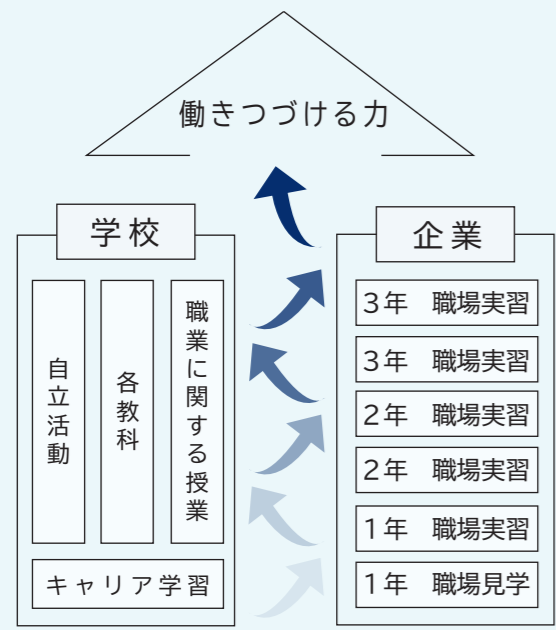 働きつづける力
学校
自立活動
各教科
職業に関する授業
キャリア学習
企業
3年　職場実習
3年　職場実習
2年　職場実習
2年　職場実習
1年　職場実習
1年　職場見学